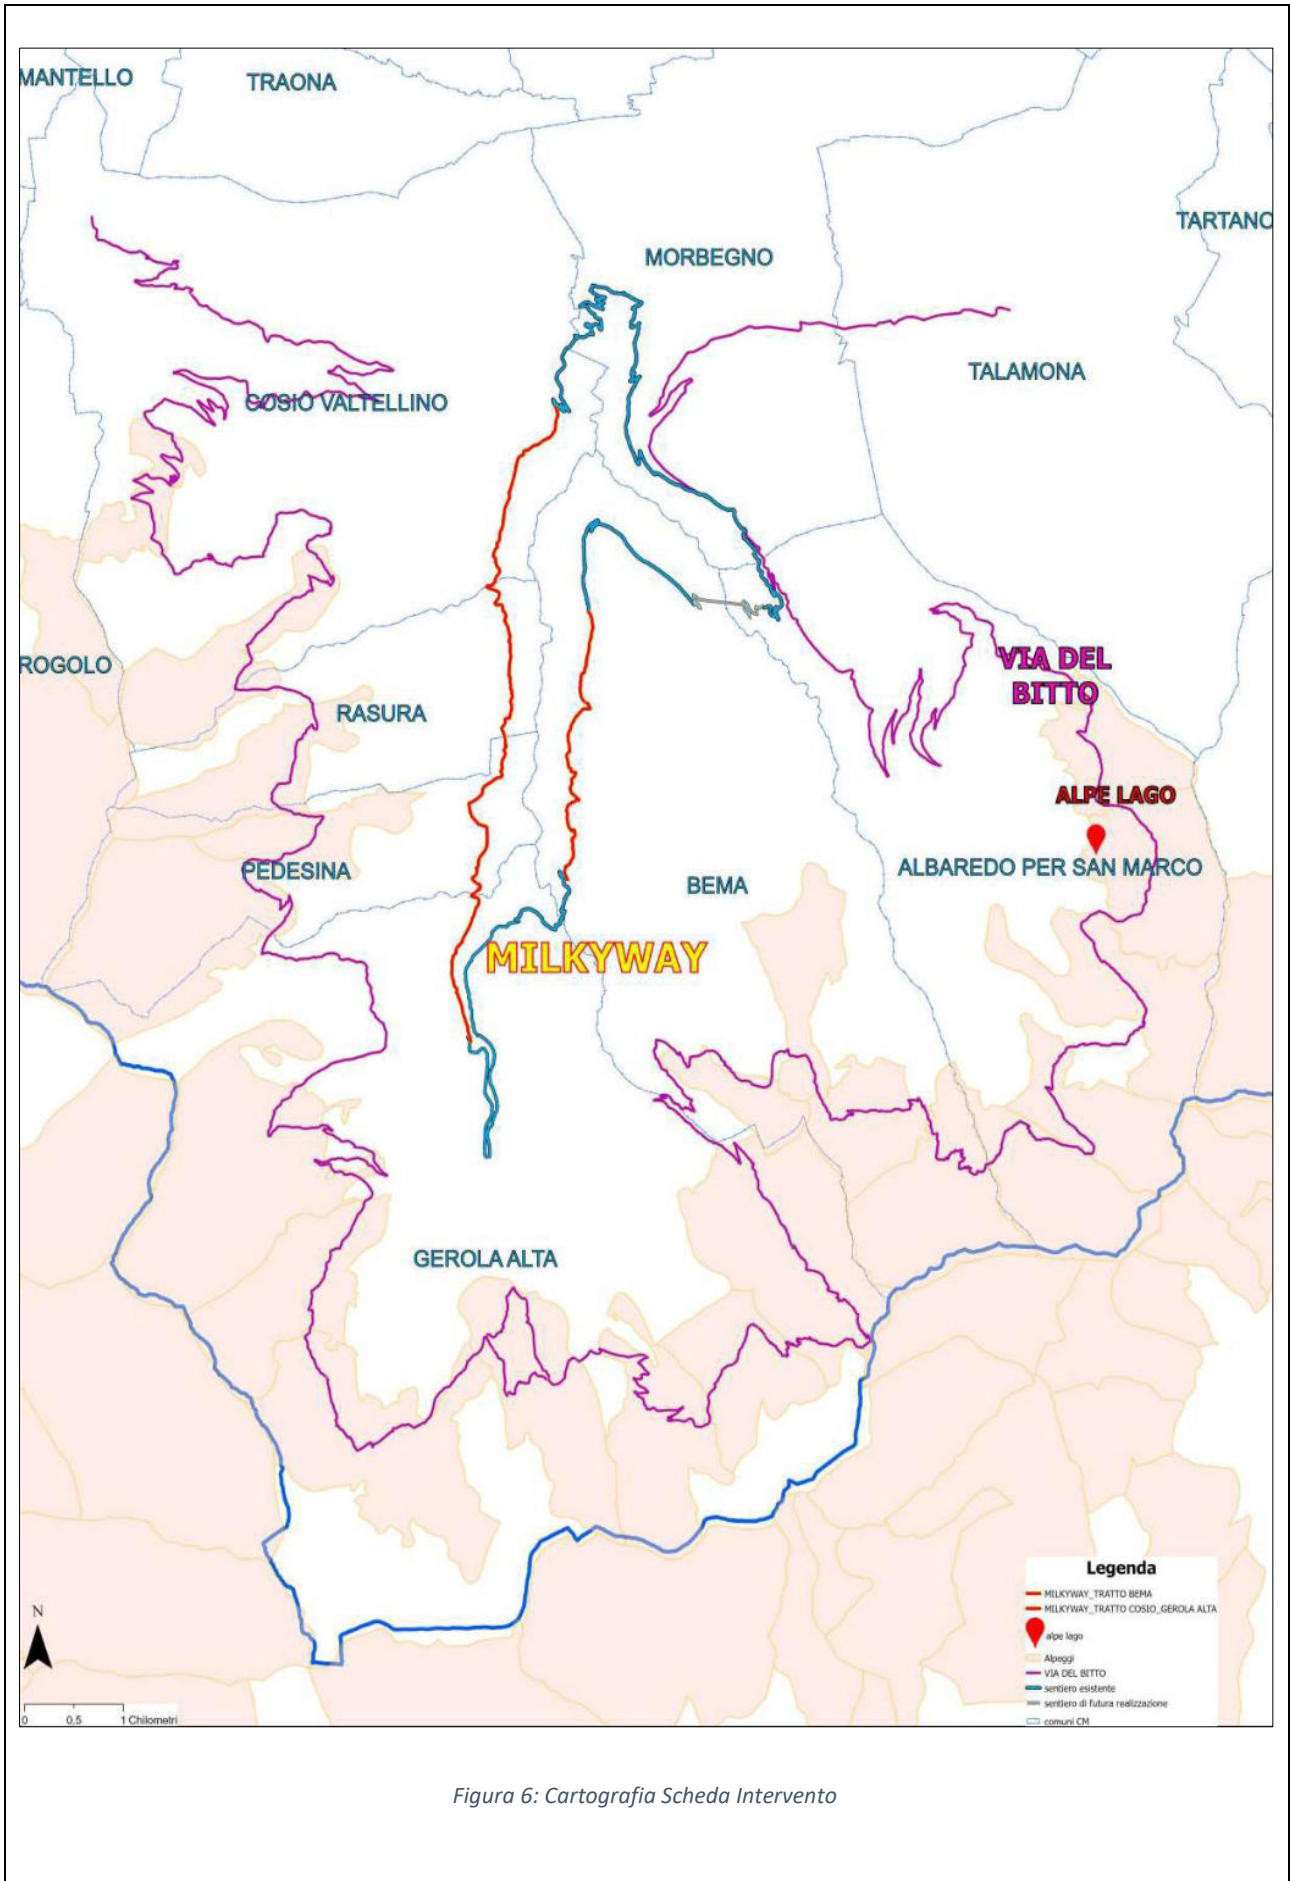 MANTELLO
TRAONA
TARTANO
MORBEGNO
TALAMONA
COSIO VALTELLINO
VIA DEL
BITTO
ROGOLO
RASURA
ALPE LAGO
PEDESINA
ALBAREDO PER SAN MARCO
BEMA
MILKYWAY
GEROLA ALTA
Legenda
MILKYWAY_TRATTO BEMA
MILKYWAY_TRATTO COSIO_GEROLA ALTA
alpe lago
Alpeggi
VIA DEL BITTO
sentiero esistente
sentiero di futura realizzazione
comuni CM
N
0 0,5 1 Chilometri
Figura 6: Cartografia Scheda Intervento